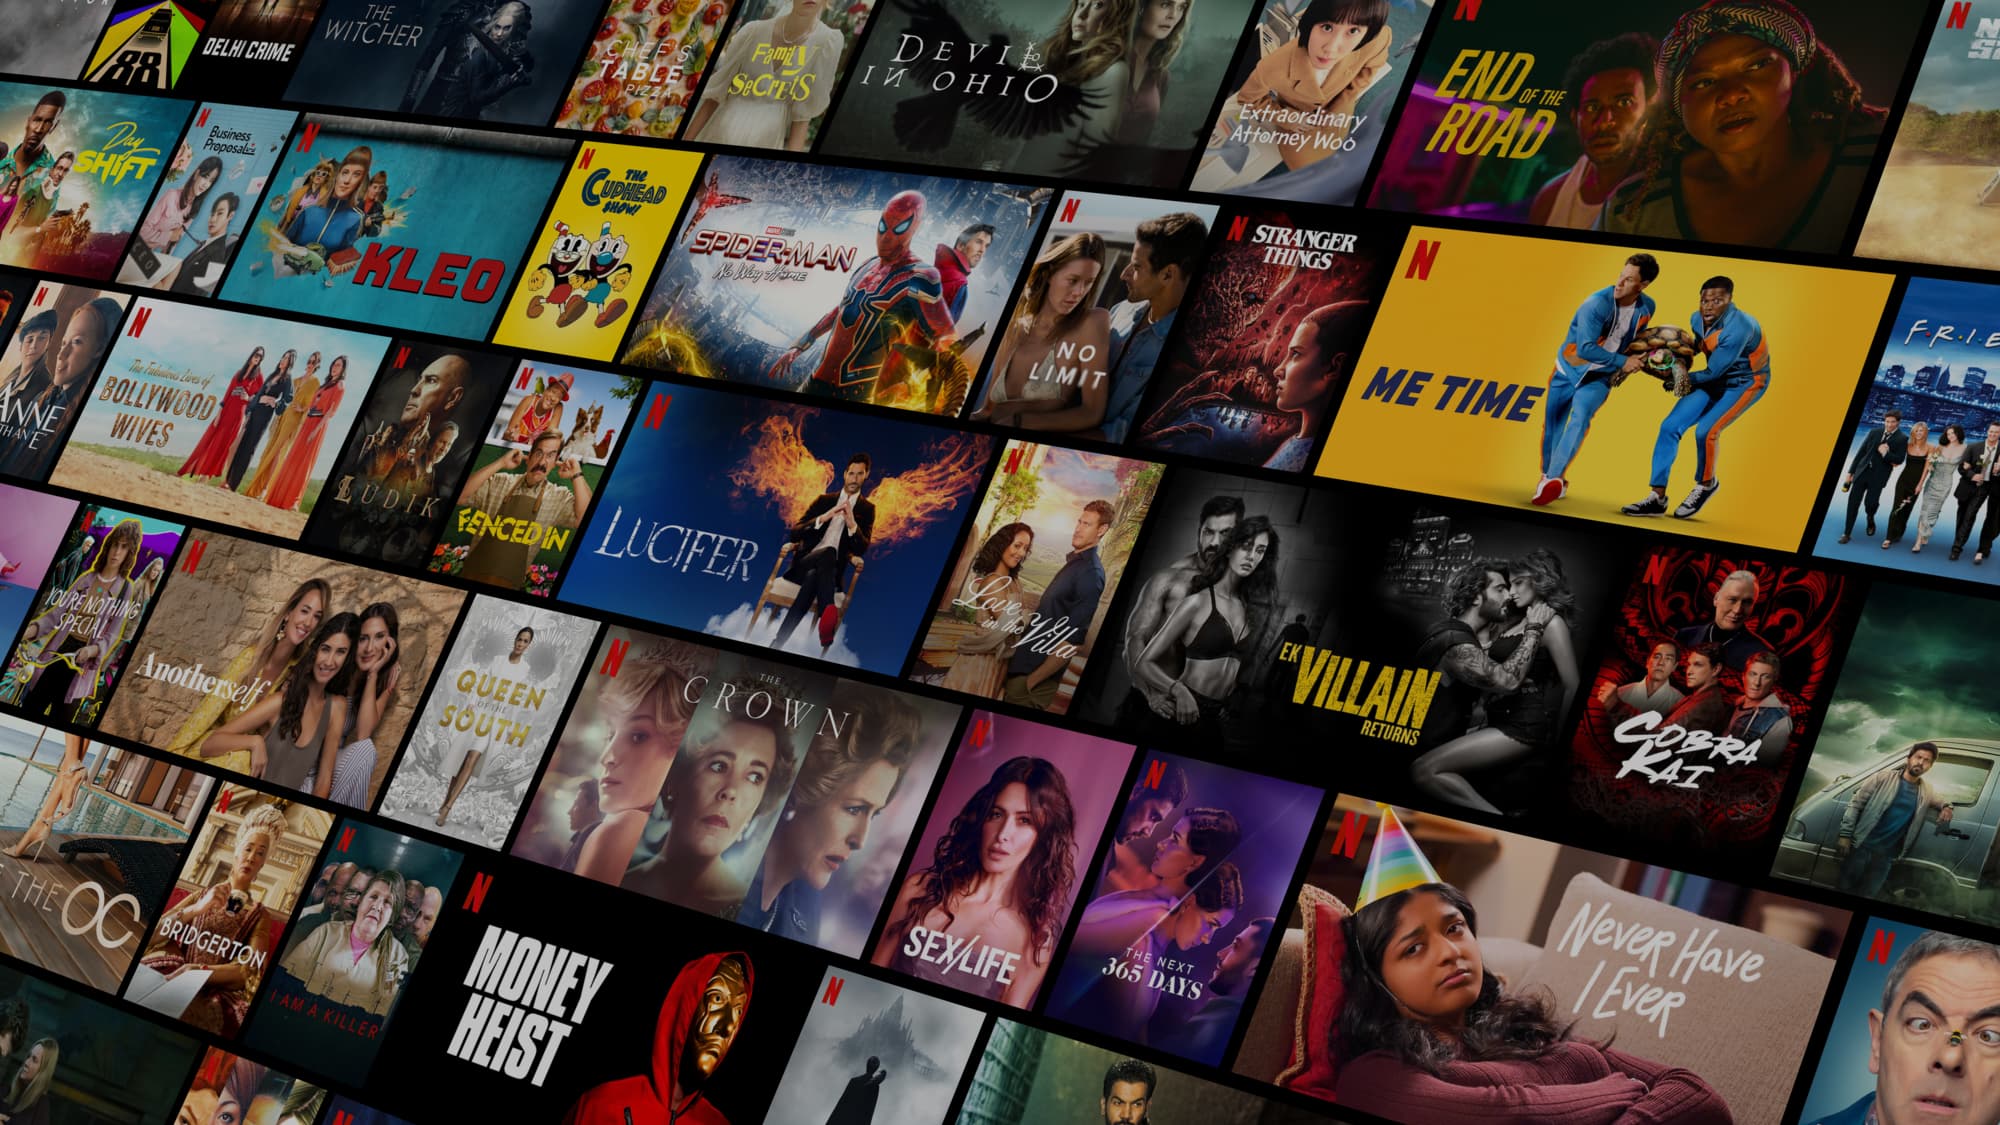 88
DELHI CRIME
THE
WITCHER
CHEF'S
TABLE
PIZZA
Family
SeCrEtS
DEVIL
IN OHIO
Extraordinary
Attorney Woo
END OF THE
ROAD
Day
SHIFT
Business
Proposal
KLEO
THE
CUPHEAD
SHOW!
SPIDER-MAN
No Way Home
NO
LIMIT
STRANGER
THINGS
ME TIME
F·R·I·E
ANNE
The Fabulous Lives of
BOLLYWOOD
WIVES
LUDIK
FENCED IN
LUCIFER
Love
in the Villa
EK
VILLAIN
RETURNS
COBRA
KAI
YOU'RE NOTHING
SPECIAL
Anotherself
QUEEN
OF THE
SOUTH
THE
CROWN
SEX/LIFE
THE NEXT
365 DAYS
Never Have
I Ever
THE OC
BRIDGERTON
I AM A KILLER
MONEY
HEIST